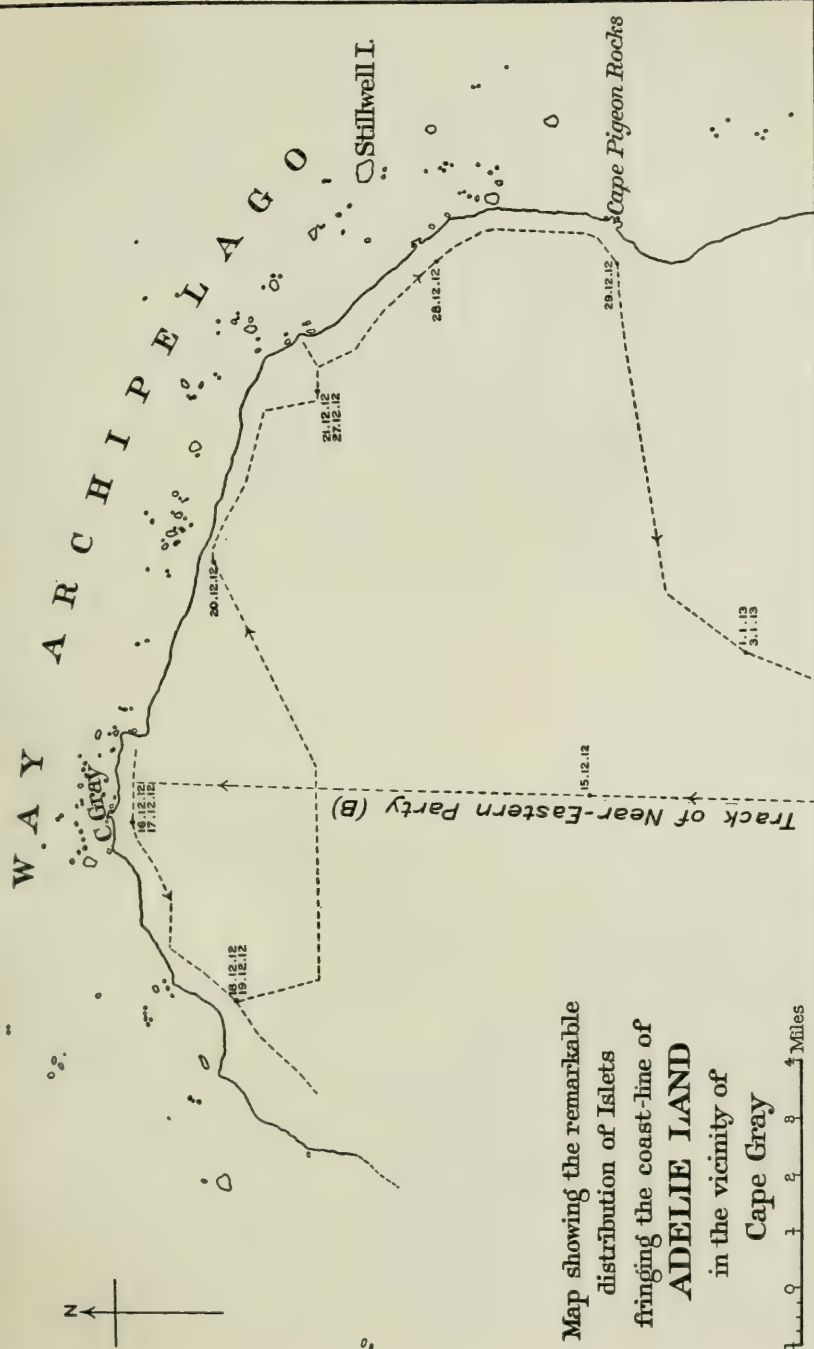 WAY ARCHIPELAGO
C. Gray
Stillwell I.
Cape Pigeon Rocks
16.12.12
17.12.12
18.12.12
19.12.12
20.12.12
21.12.12
27.12.12
28.12.12
29.12.12
15.12.12
1.1.13
3.1.13
Track of Near-Eastern Party (B)
N
Map showing the remarkable
distribution of Islets
fringing the coast-line of
ADELIE LAND
in the vicinity of
Cape Gray
1 0 1 2 3 4 Miles